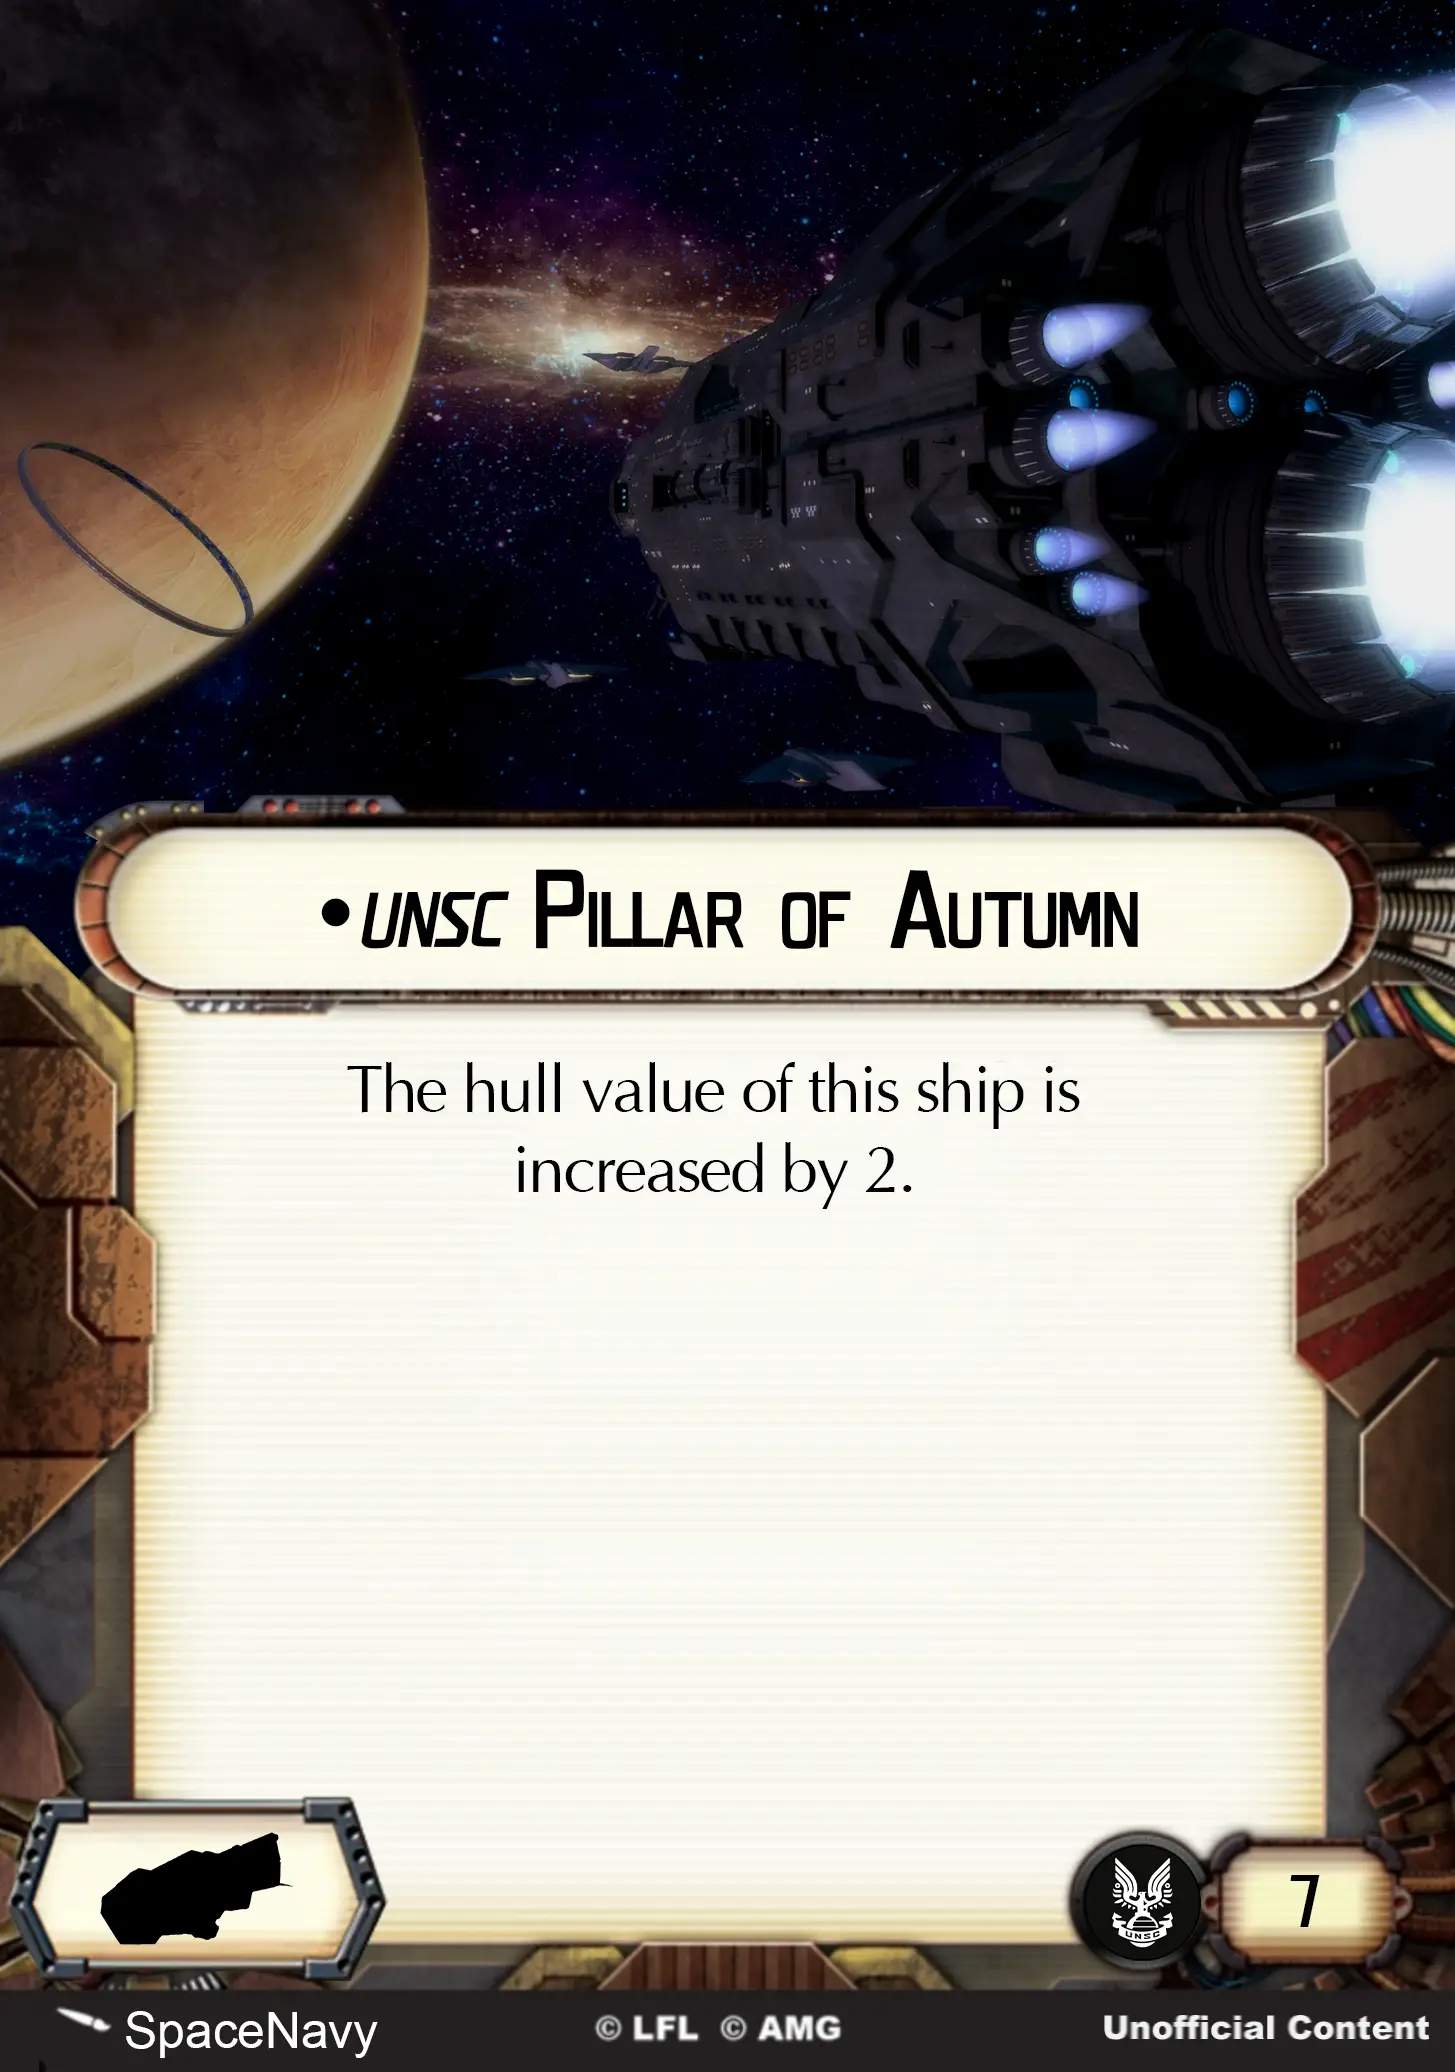 •UNSC PILLAR OF AUTUMN
The hull value of this ship is
increased by 2.
UNSC
7
SpaceNavy
© LFL © AMG
Unofficial Content